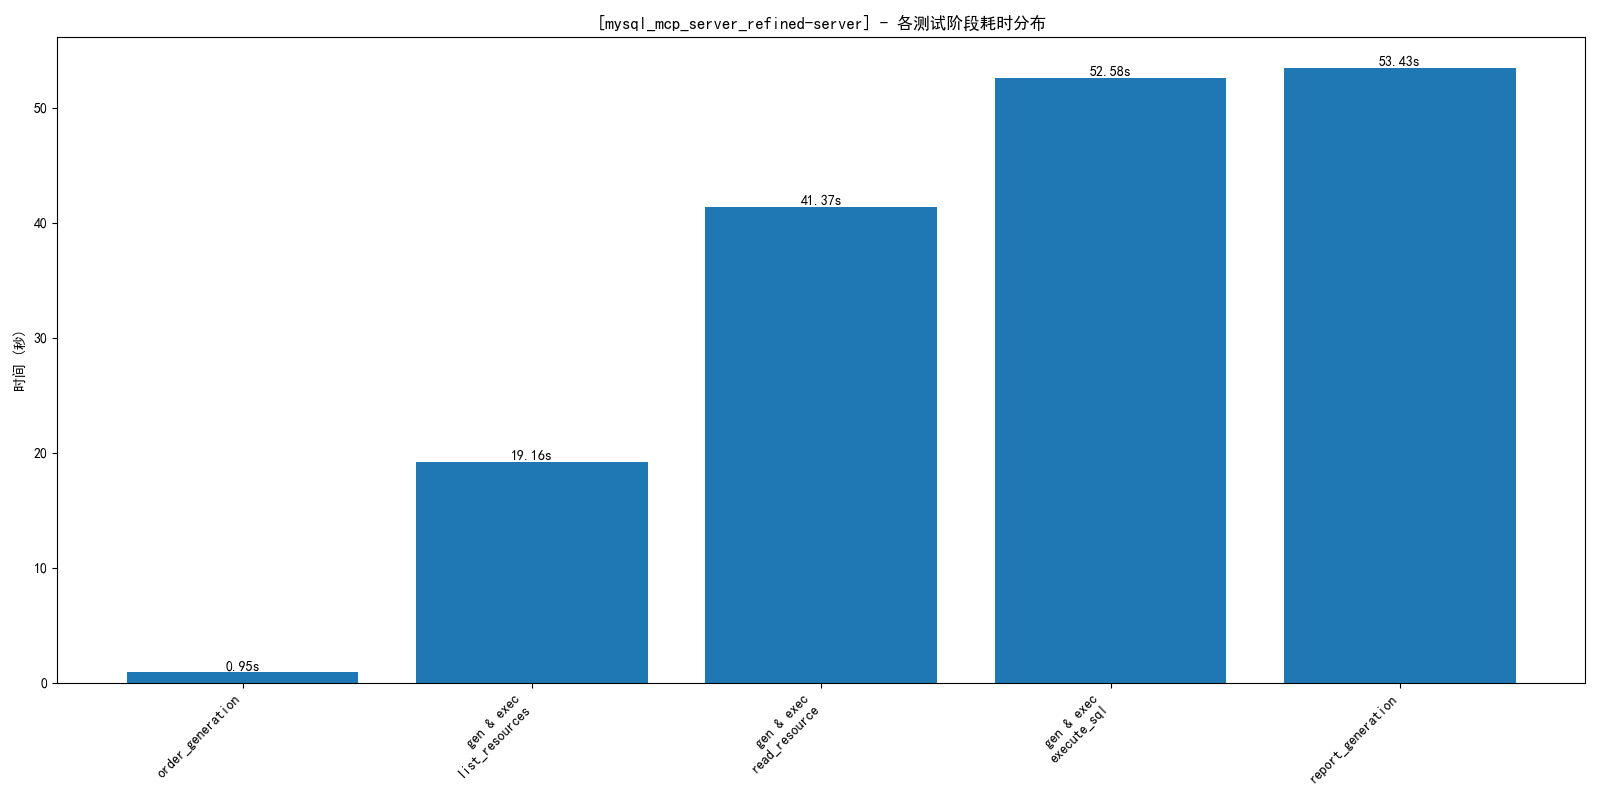 [mysql_mcp_server_refined-server] - 各测试阶段耗时分布
时间 (秒)
50
40
30
20
10
0
0.95s
19.16s
41.37s
52.58s
53.43s
order_generation
gen & exec
list_resources
gen & exec
read_resource
gen & exec
execute_sql
report_generation